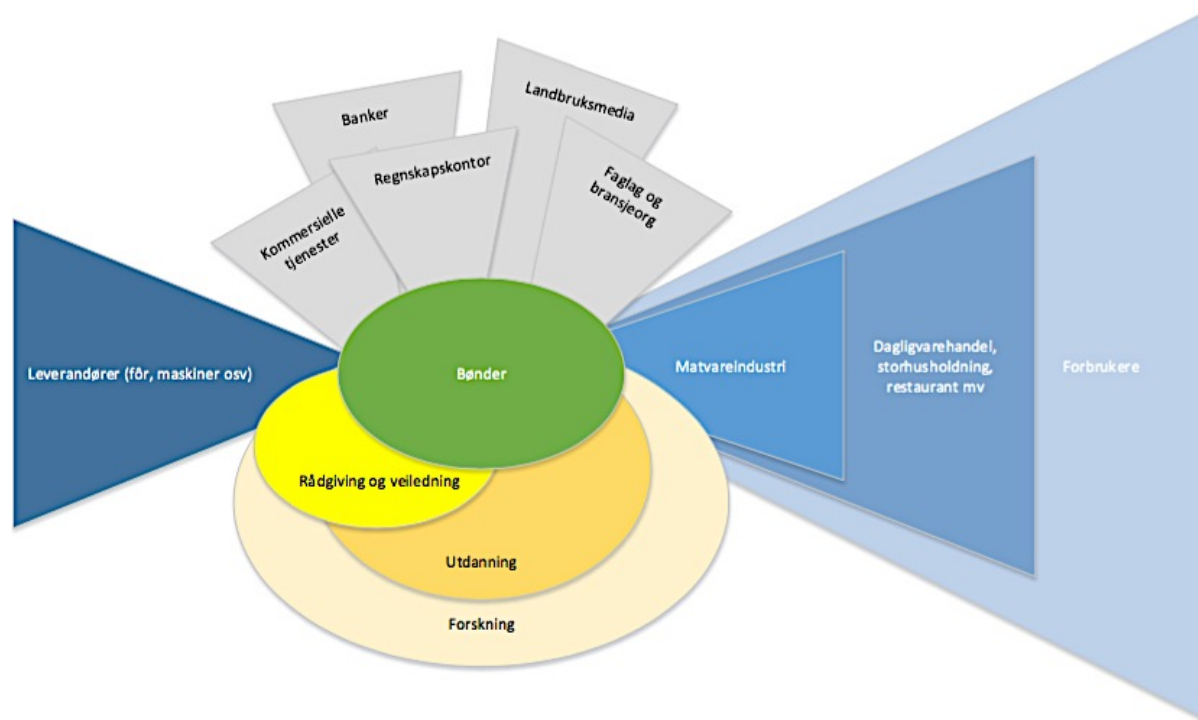 Banker
Landbruksmedia
Regnskapskontor
Faglag og
bransjeorg
Kommersielle
tjenester
Leverandører (fôr, maskiner osv)
Bønder
Matvareindustri
Dagligvarehandel,
storhusholdning,
restaurant mv
Forbrukere
Rådgiving og veiledning
Utdanning
Forskning